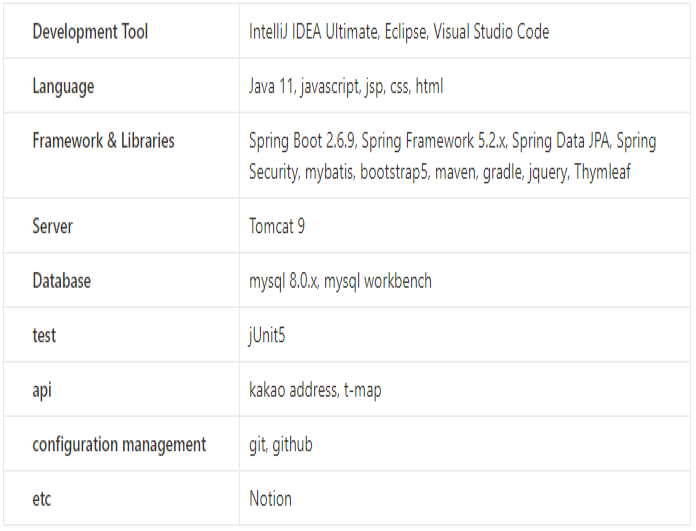 Development Tool IntelliJ IDEA Ultimate, Eclipse, Visual Studio Code
Language Java 11, javascript, jsp, css, html
Framework & Libraries Spring Boot 2.6.9, Spring Framework 5.2.x, Spring Data JPA, Spring
Security, mybatis, bootstrap5, maven, gradle, jquery, Thymleaf
Server Tomcat 9
Database mysql 8.0.x, mysql workbench
test jUnit5
api kakao address, t-map
configuration management git, github
etc Notion